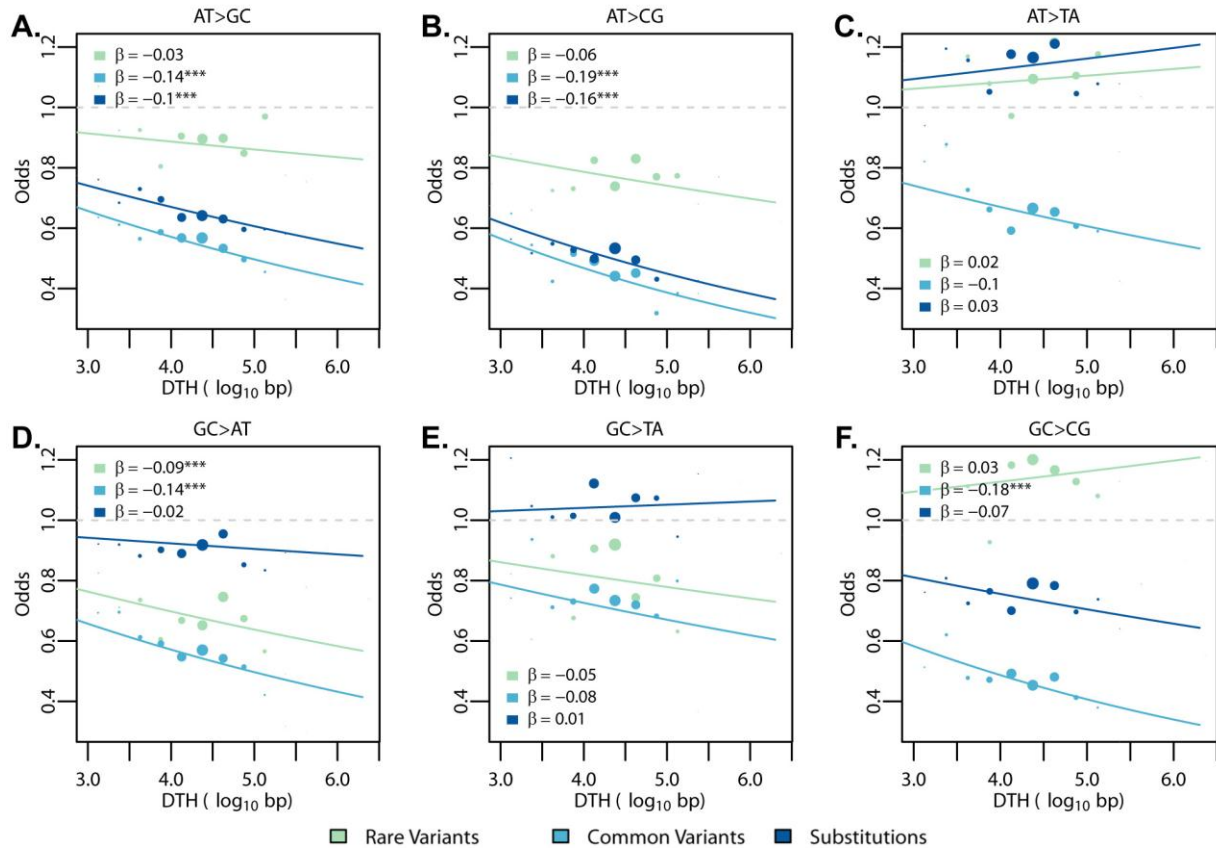 A. AT>GC
β = −0.03
β = −0.14***
β = −0.1***
Odds
1.2
1.0
0.8
0.6
0.4
3.0 4.0 5.0 6.0
DTH ( log10 bp)
B. AT>CG
β = −0.06
β = −0.19***
β = −0.16***
Odds
1.2
1.0
0.8
0.6
0.4
3.0 4.0 5.0 6.0
DTH ( log10 bp)
C. AT>TA
Odds
1.2
1.0
0.8
0.6
0.4
β = 0.02
β = −0.1
β = 0.03
3.0 4.0 5.0 6.0
DTH ( log10 bp)
D. GC>AT
β = −0.09***
β = −0.14***
β = −0.02
Odds
1.2
1.0
0.8
0.6
0.4
3.0 4.0 5.0 6.0
DTH ( log10 bp)
E. GC>TA
Odds
1.2
1.0
0.8
0.6
0.4
β = −0.05
β = −0.08
β = 0.01
3.0 4.0 5.0 6.0
DTH ( log10 bp)
F. GC>CG
β = 0.03
β = −0.18***
β = −0.07
Odds
1.2
1.0
0.8
0.6
0.4
3.0 4.0 5.0 6.0
DTH ( log10 bp)
Rare Variants Common Variants Substitutions